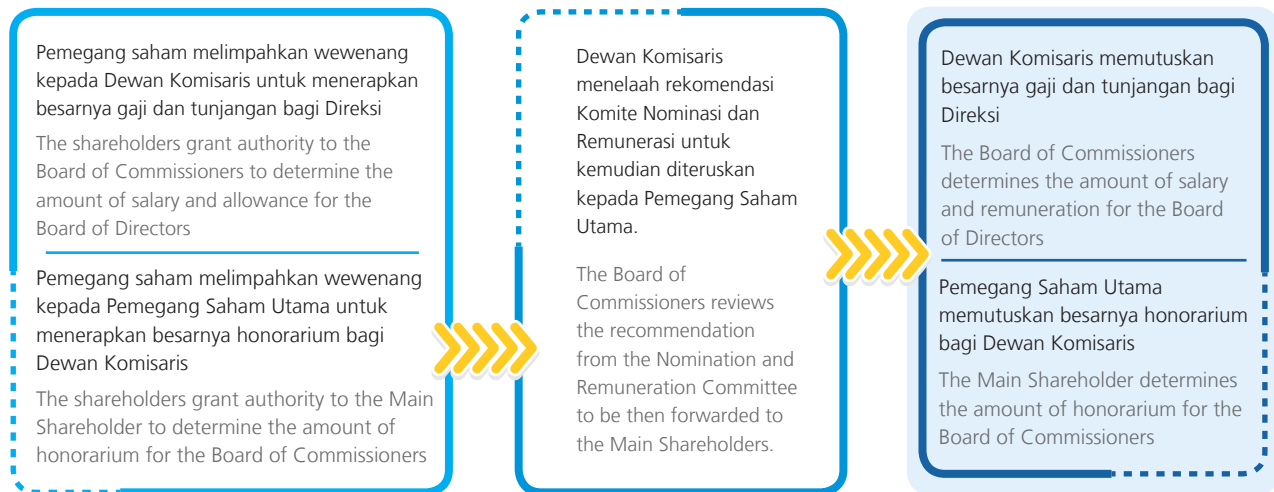 Pemegang saham melimpahkan wewenang
kepada Dewan Komisaris untuk menerapkan
besarnya gaji dan tunjangan bagi Direksi
The shareholders grant authority to the
Board of Commissioners to determine the
amount of salary and allowance for the
Board of Directors
Pemegang saham melimpahkan wewenang
kepada Pemegang Saham Utama untuk
menerapkan besarnya honorarium bagi
Dewan Komisaris
The shareholders grant authority to the Main
Shareholder to determine the amount of
honorarium for the Board of Commissioners
Dewan Komisaris
menelaah rekomendasi
Komite Nominasi dan
Remunerasi untuk
kemudian diteruskan
kepada Pemegang Saham
Utama.
The Board of
Commissioners reviews
the recommendation
from the Nomination and
Remuneration Committee
to be then forwarded to
the Main Shareholders.
Dewan Komisaris memutuskan
besarnya gaji dan tunjangan bagi
Direksi
The Board of Commissioners
determines the amount of salary
and remuneration for the Board
of Directors
Pemegang Saham Utama
memutuskan besarnya honorarium
bagi Dewan Komisaris
The Main Shareholder determines
the amount of honorarium for the
Board of Commissioners